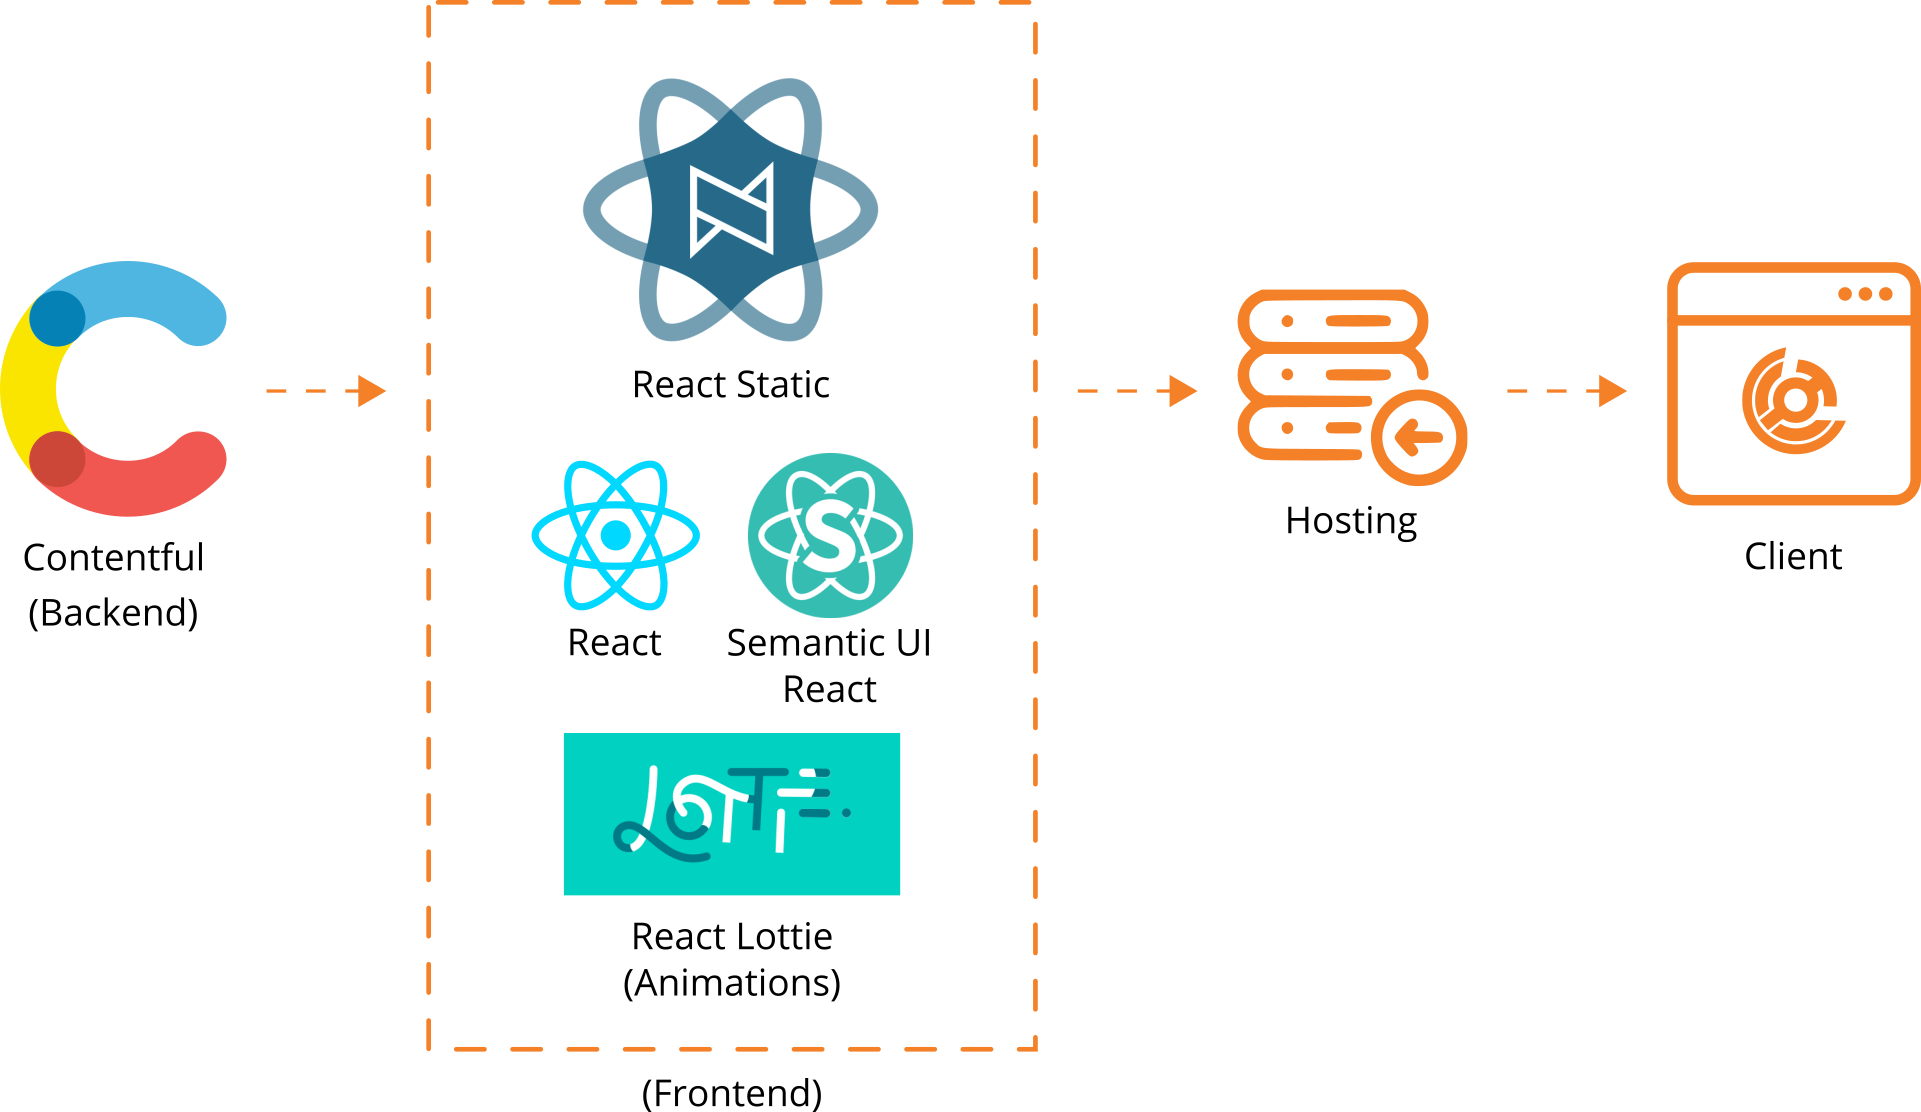 Contentful
(Backend)
React Static
React
Semantic UI
React
LOTTIE.
React Lottie
(Animations)
(Frontend)
Hosting
Client